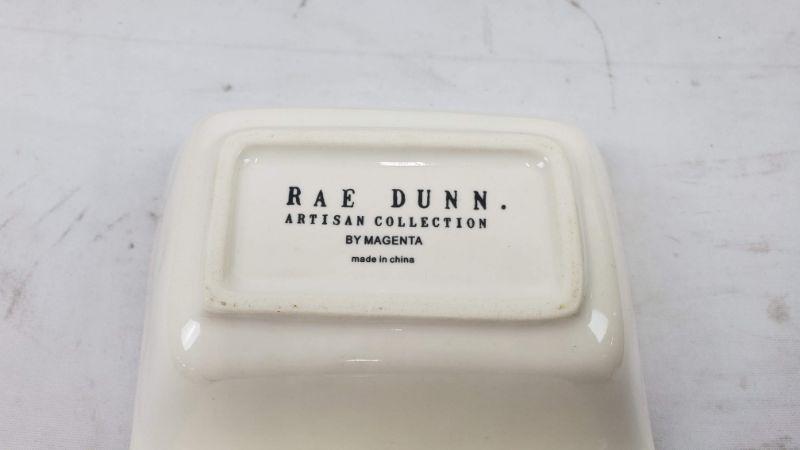 RAE DUNN.
ARTISAN COLLECTION
BY MAGENTA
made in china